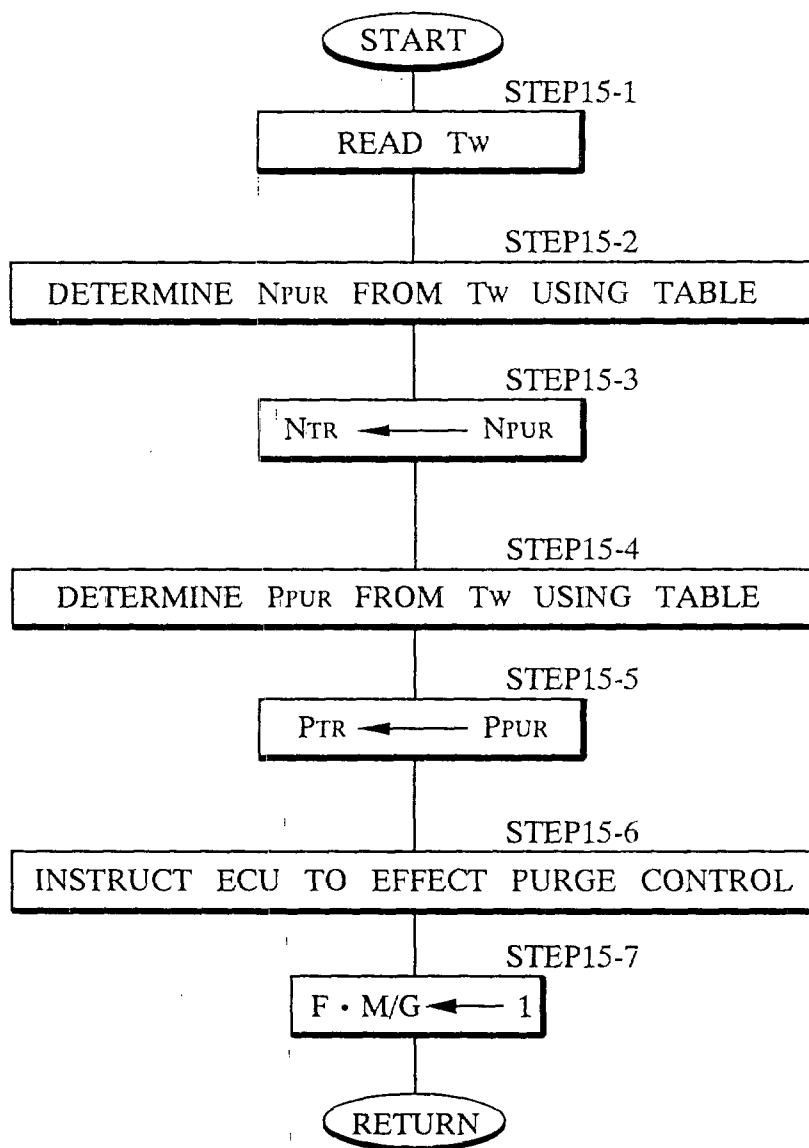 START
STEP15-1
READ TW
STEP15-2
DETERMINE NPUR FROM TW USING TABLE
STEP15-3
NTR ← NPUR
STEP15-4
DETERMINE PPUR FROM TW USING TABLE
STEP15-5
PTR ← PPUR
STEP15-6
INSTRUCT ECU TO EFFECT PURGE CONTROL
STEP15-7
F・M/G ← 1
RETURN